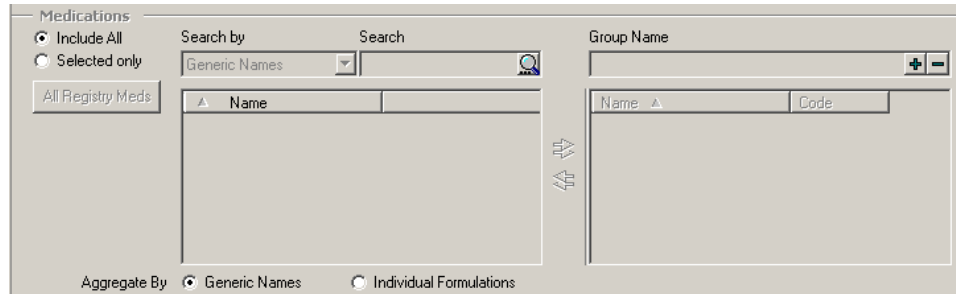 Medications
Include All
Selected only
All Registry Meds
Search by
Search
Generic Names
Name
Group Name
Name
Code
Aggregate By
Generic Names
Individual Formulations